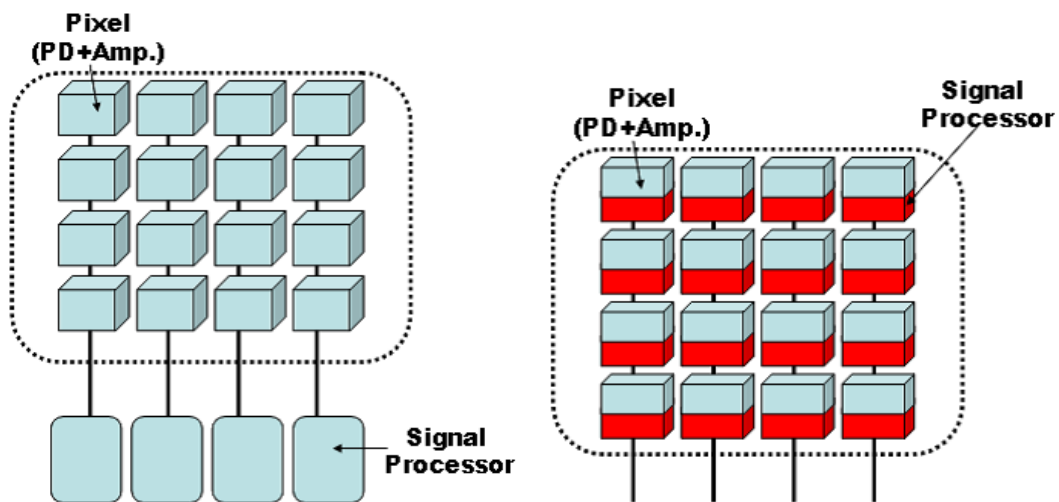 Pixel
(PD+Amp.)
Signal
Processor
Pixel
(PD+Amp.)
Signal
Processor